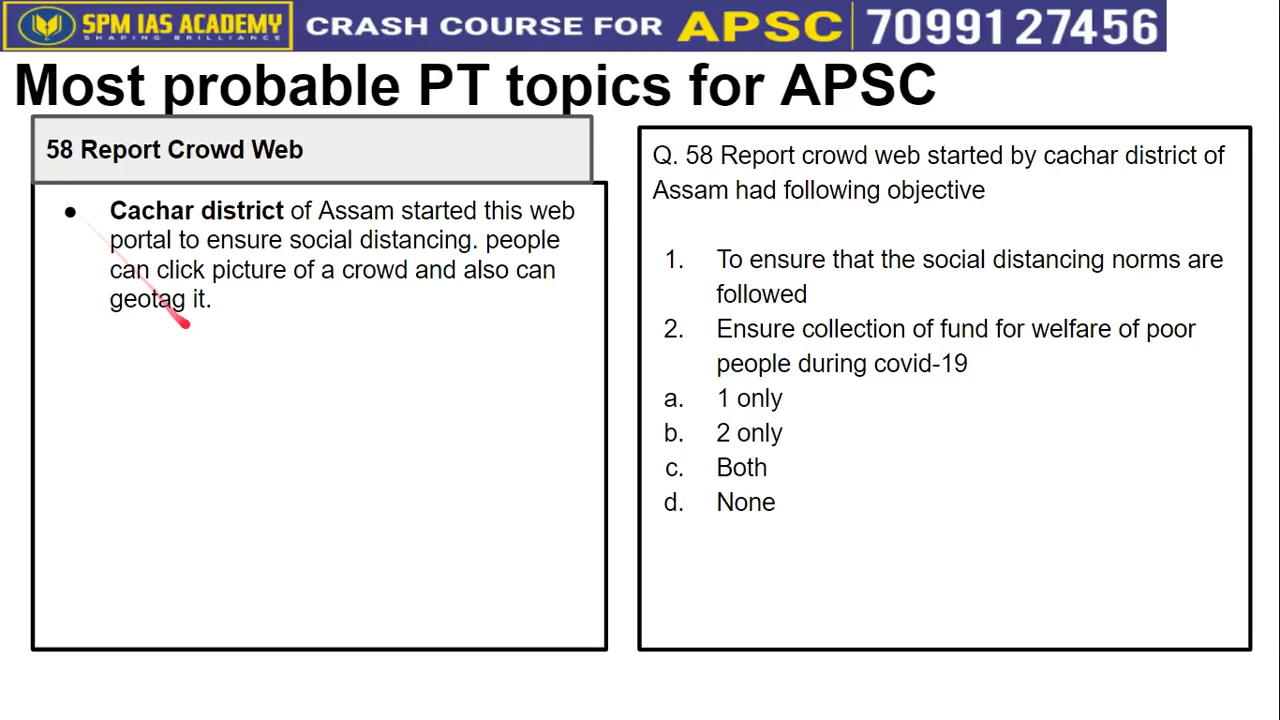 SPM IAS ACADEMY
SHAPING BRILLIANCE
CRASH COURSE FOR APSC 70991 27456
Most probable PT topics for APSC
58 Report Crowd Web
● Cachar district of Assam started this web
portal to ensure social distancing. people
can click picture of a crowd and also can
geotag it.
Q. 58 Report crowd web started by cachar district of
Assam had following objective
1. To ensure that the social distancing norms are
followed
2. Ensure collection of fund for welfare of poor
people during covid-19
a. 1 only
b. 2 only
c. Both
d. None